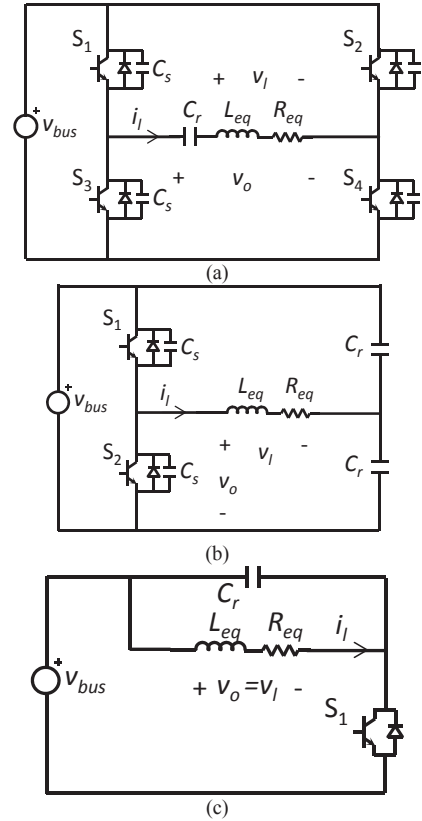 S1 S2
Cs + vl -
Cr Leq Req
vbus + il
S3 + vo - S4
Cs
(a)
S1
Cs Cr
Leq Req
vbus + il
S2 + vl -
Cs vo Cr
-
(b)
Cr
Leq Req il
vbus +
+ vo =vl -
S1
(c)